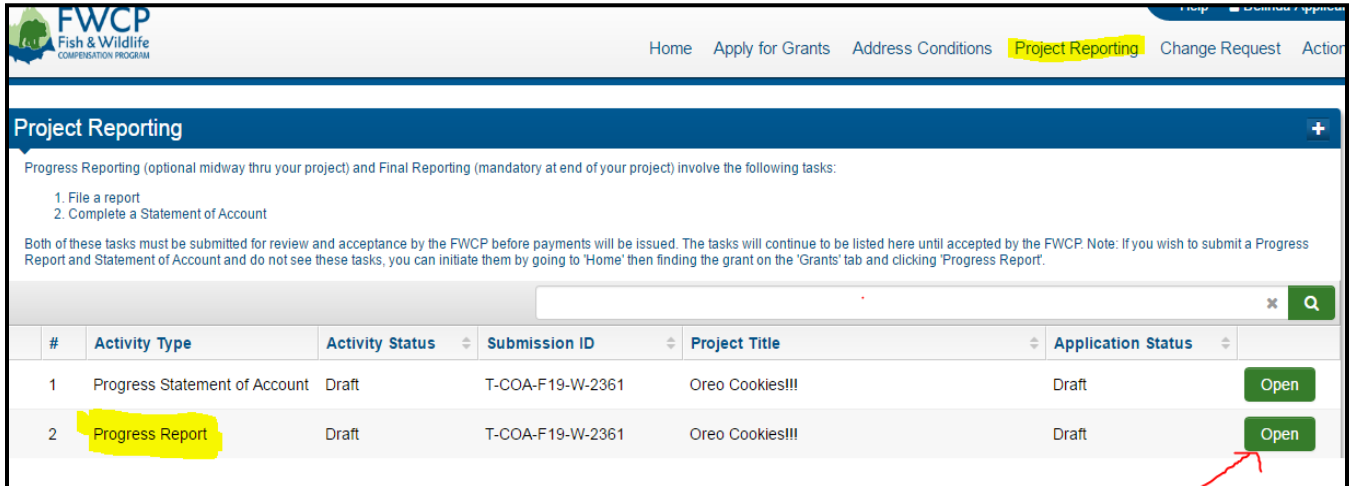 FWCP
Fish & Wildlife
COMPENSATION PROGRAM
Home Apply for Grants Address Conditions Project Reporting Change Request Action
Project Reporting
Progress Reporting (optional midway thru your project) and Final Reporting (mandatory at end of your project) involve the following tasks:
1. File a report
2. Complete a Statement of Account
Both of these tasks must be submitted for review and acceptance by the FWCP before payments will be issued. The tasks will continue to be listed here until accepted by the FWCP. Note: If you wish to submit a Progress
Report and Statement of Account and do not see these tasks, you can initiate them by going to 'Home' then finding the grant on the 'Grants' tab and clicking 'Progress Report'.
# Activity Type Activity Status Submission ID Project Title Application Status
1 Progress Statement of Account Draft T-COA-F19-W-2361 Oreo Cookies!!! Draft Open
2 Progress Report Draft T-COA-F19-W-2361 Oreo Cookies!!! Draft Open